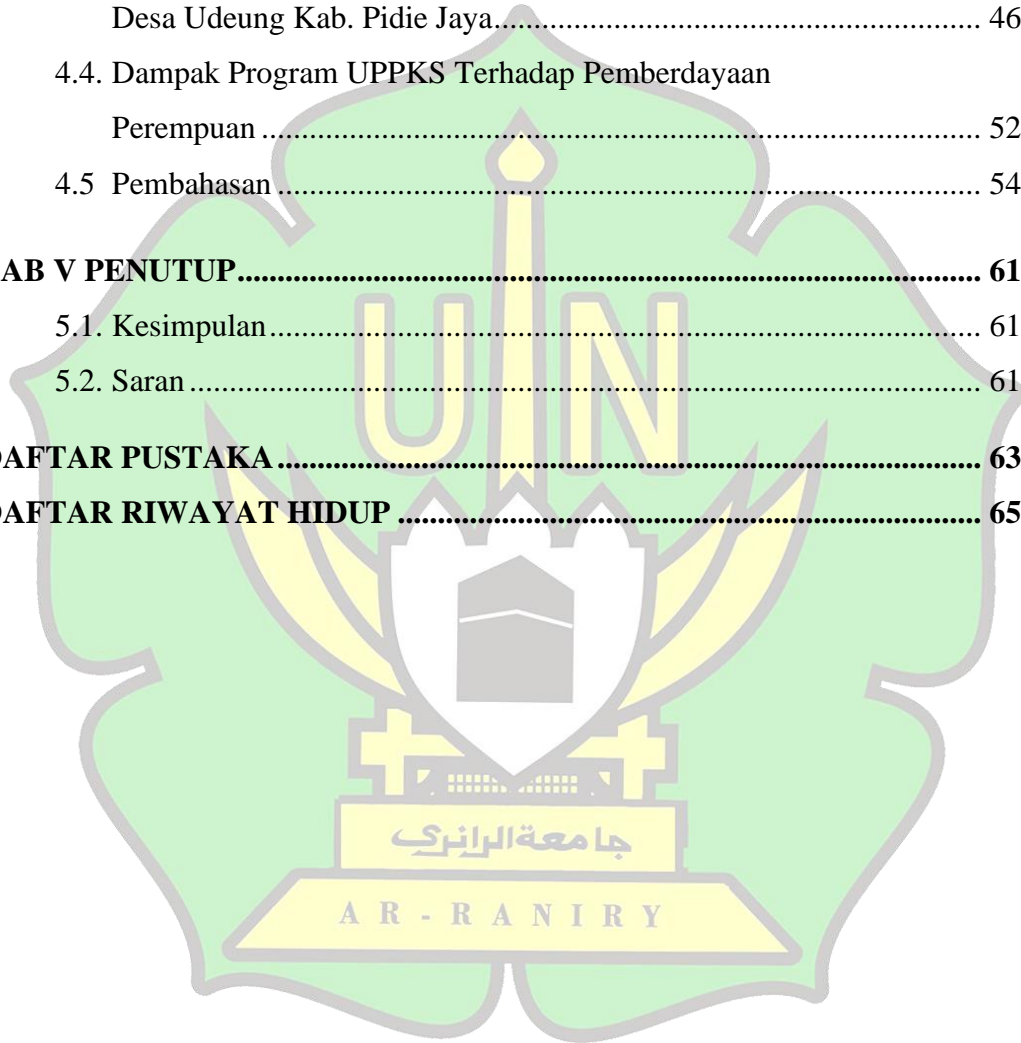 Desa Udeung Kab. Pidie Jaya.......................................................... 46
4.4. Dampak Program UPPKS Terhadap Pemberdayaan
Perempuan ...................................................................................... 52
4.5 Pembahasan .................................................................................... 54
AB V PENUTUP......................................................................................... 61
5.1. Kesimpulan ..................................................................................... 61
5.2. Saran .............................................................................................. 61
AFTAR PUSTAKA .................................................................................... 63
AFTAR RIWAYAT HIDUP ...................................................................... 65
UIN
جامعة الرانري
AR-RANIRY